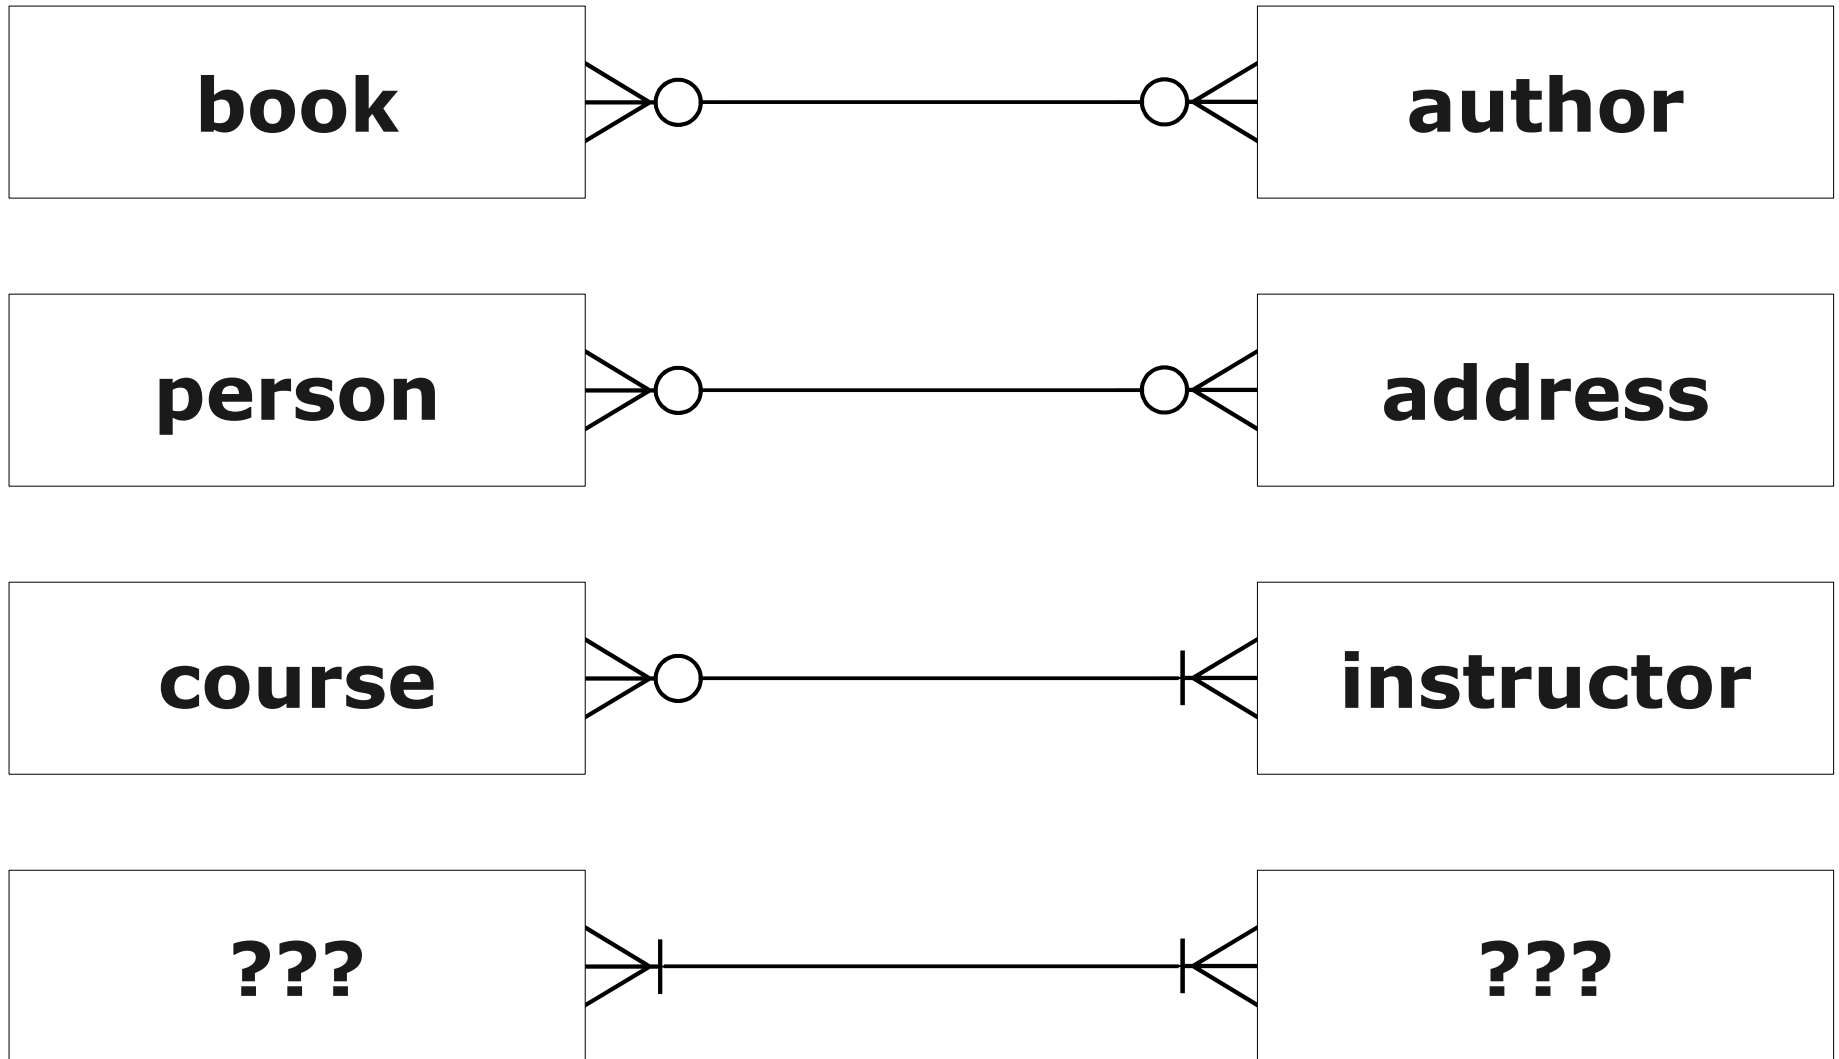 book
author
person
address
course
instructor
???
???